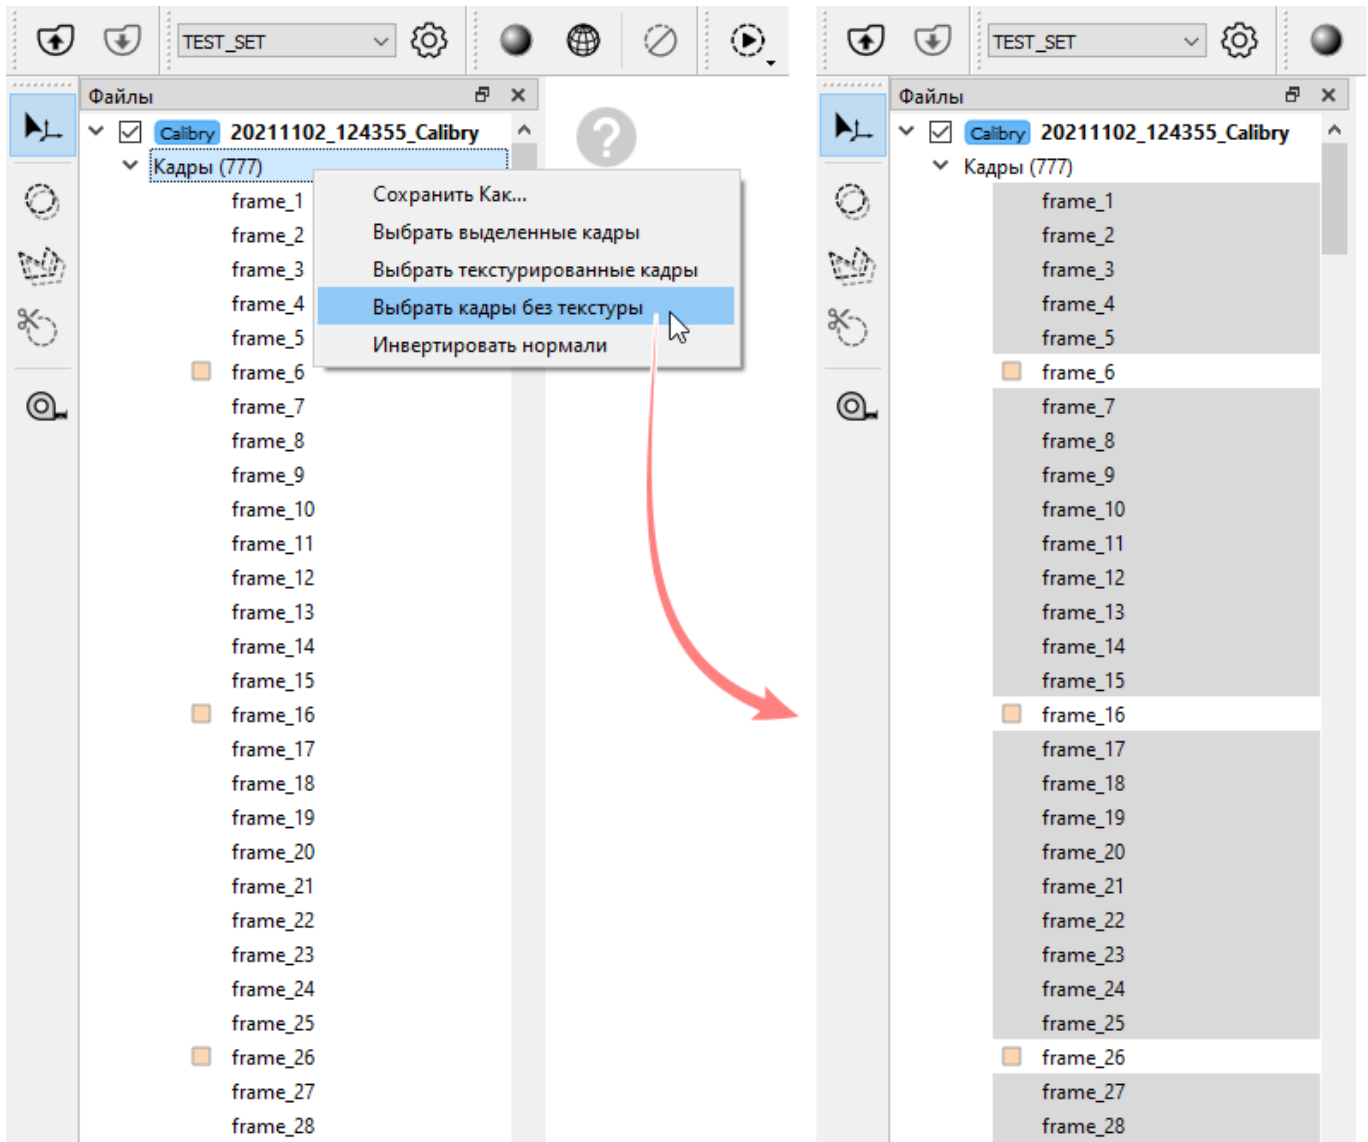 TEST_SET
Файлы
Calibry 20211102_124355_Calibry
Кадры (777)
frame_1
frame_2
frame_3
frame_4
frame_5
frame_6
frame_7
frame_8
frame_9
frame_10
frame_11
frame_12
frame_13
frame_14
frame_15
frame_16
frame_17
frame_18
frame_19
frame_20
frame_21
frame_22
frame_23
frame_24
frame_25
frame_26
frame_27
frame_28
?
Сохранить Как...
Выбрать выделенные кадры
Выбрать текстурированные кадры
Выбрать кадры без текстуры
Инвертировать нормали
TEST_SET
Файлы
Calibry 20211102_124355_Calibry
Кадры (777)
frame_1
frame_2
frame_3
frame_4
frame_5
frame_6
frame_7
frame_8
frame_9
frame_10
frame_11
frame_12
frame_13
frame_14
frame_15
frame_16
frame_17
frame_18
frame_19
frame_20
frame_21
frame_22
frame_23
frame_24
frame_25
frame_26
frame_27
frame_28